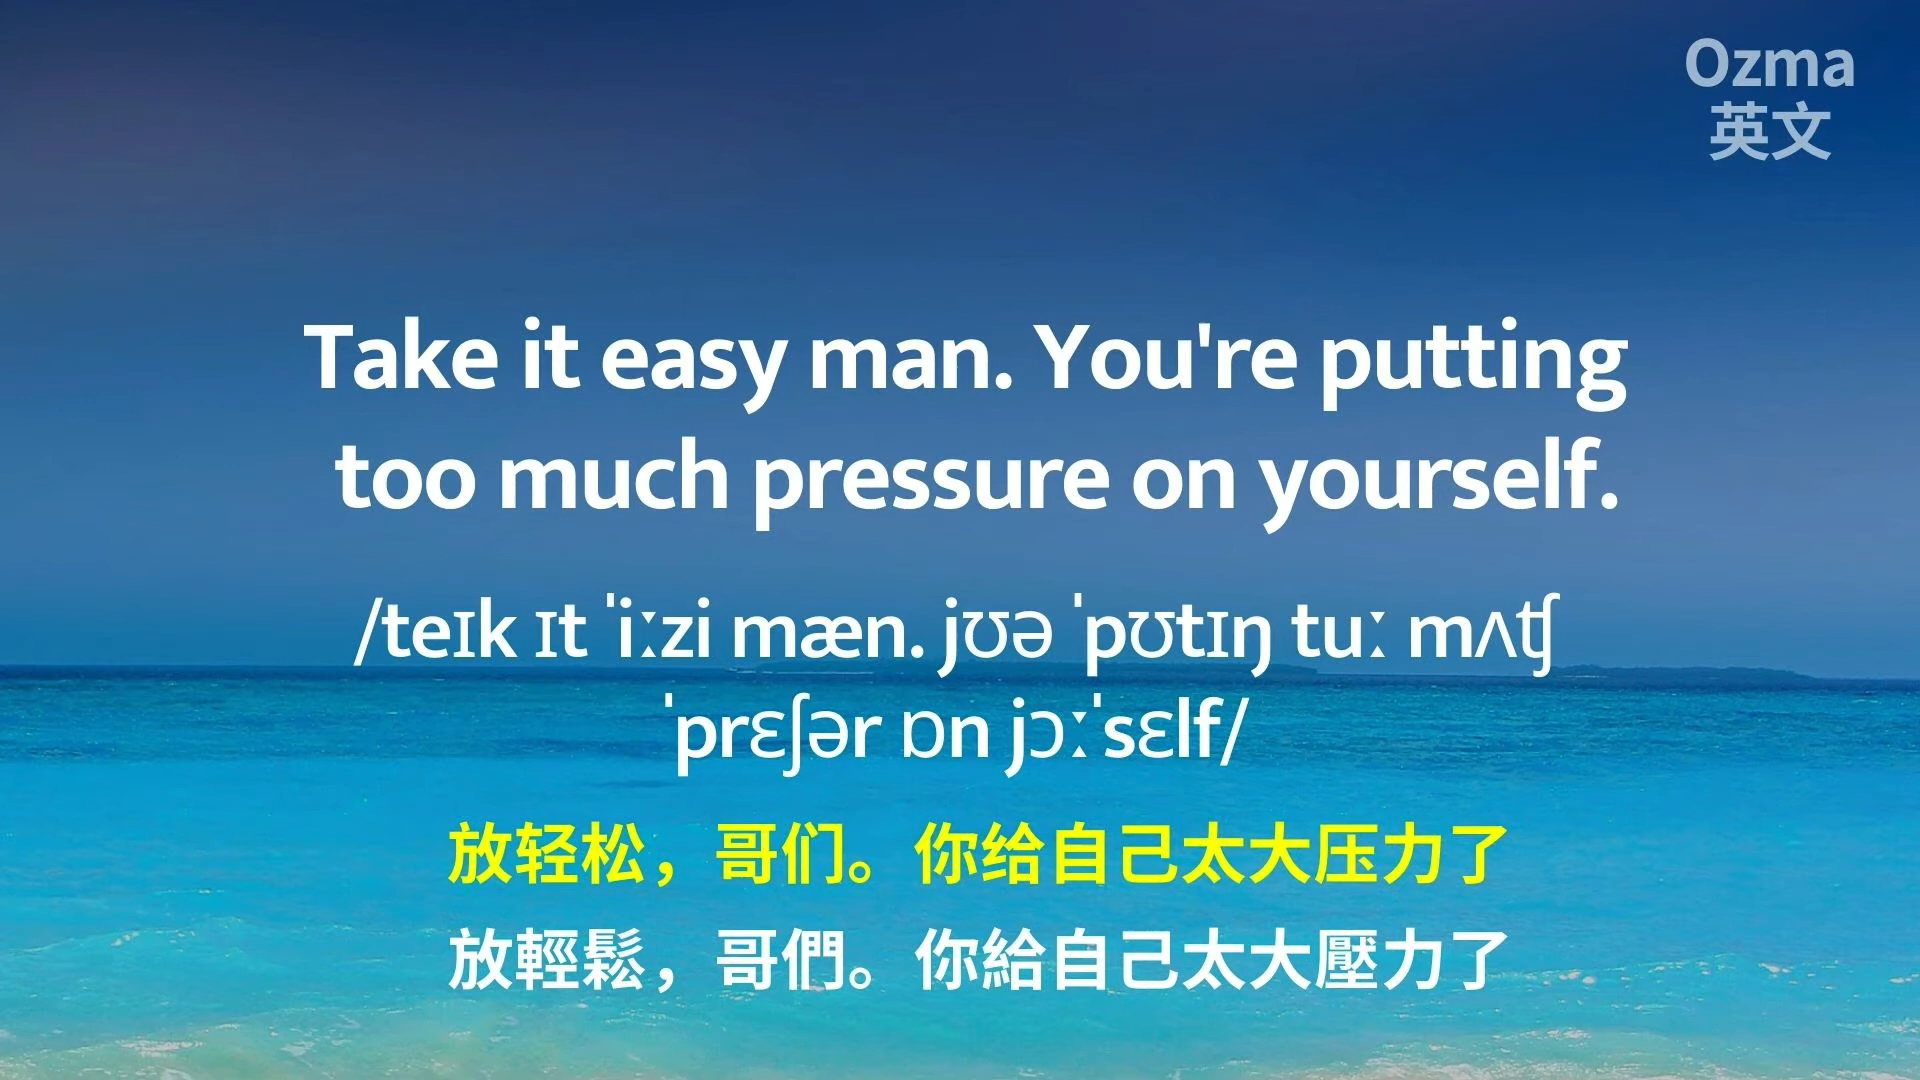 Ozma
英文
Take it easy man. You're putting
too much pressure on yourself.
/teɪk ɪt ˈiːzi mæn. jʊə ˈpʊtɪŋ tuː mʌʧ
ˈprɛʃər ɒn jɔːˈsɛlf/
放轻松，哥们。你给自己太大压力了
放輕鬆，哥們。你給自己太大壓力了